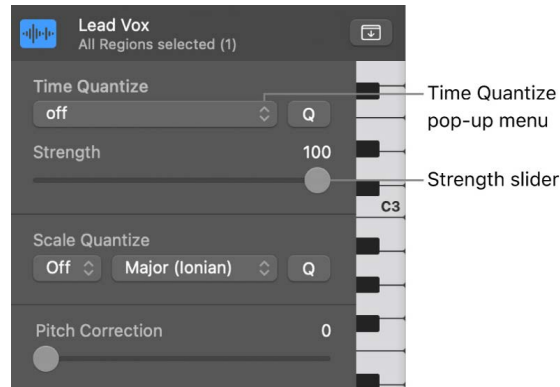 Lead Vox
All Regions selected (1)
Time Quantize
off
Q
Strength
100
Scale Quantize
Off
Major (Ionian)
Q
Pitch Correction
0
C3
Time Quantize
pop-up menu
Strength slider